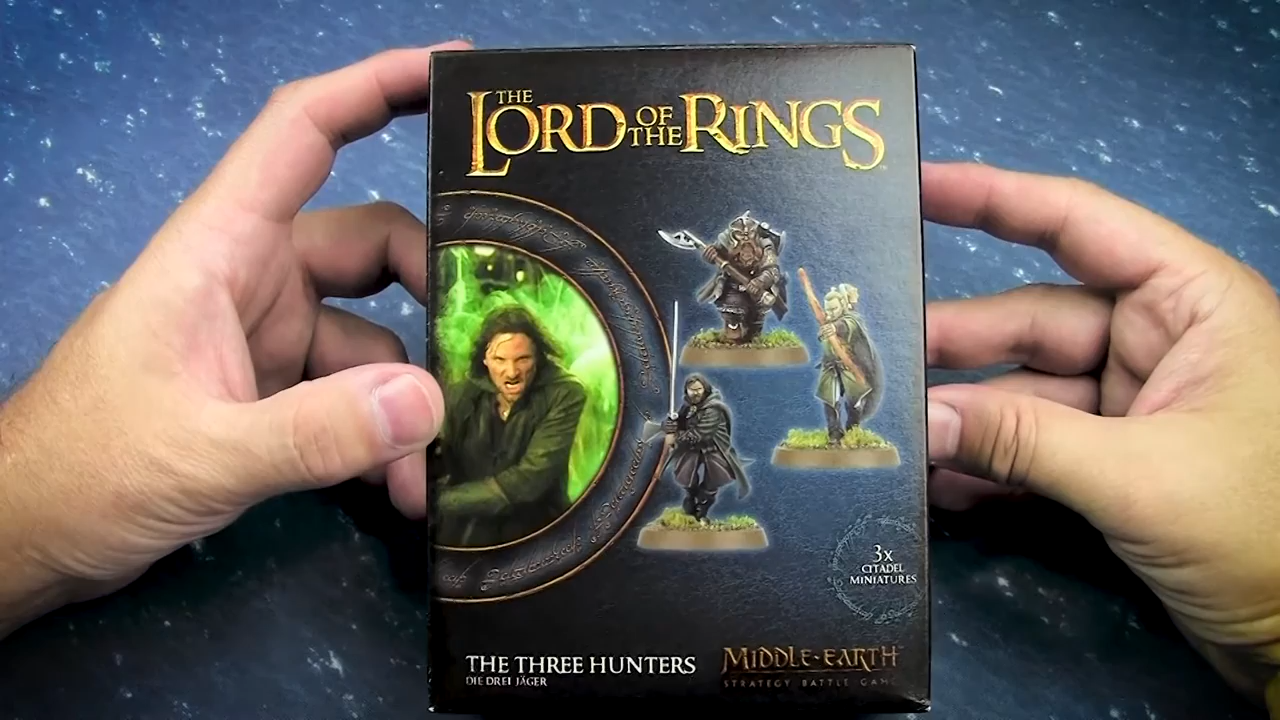 THE
LORD OF THE RINGS
3x
CITADEL
MINIATURES
THE THREE HUNTERS
DIE DREI JÄGER
MIDDLE-EARTH
STRATEGY BATTLE GAME